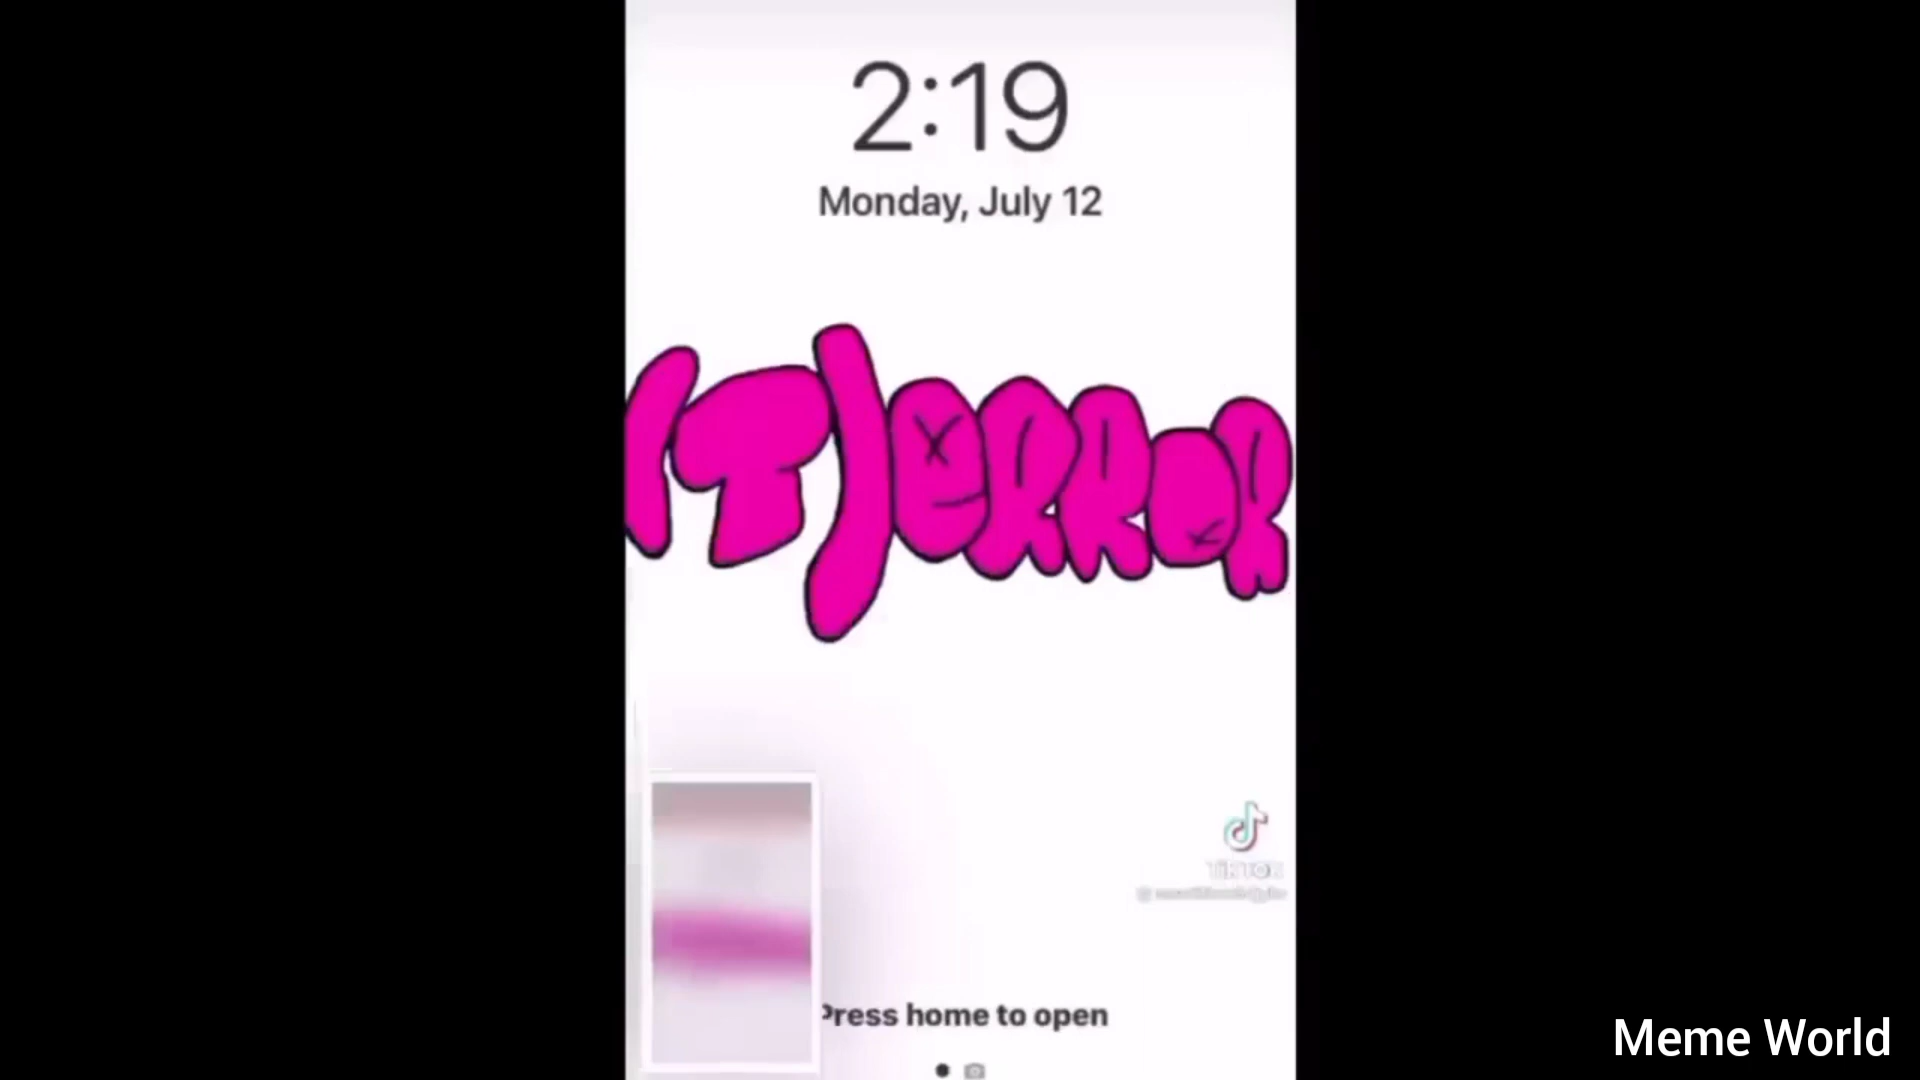 2:19
Monday, July 12
(T)ERROR
TikTok
Press home to open
Meme World